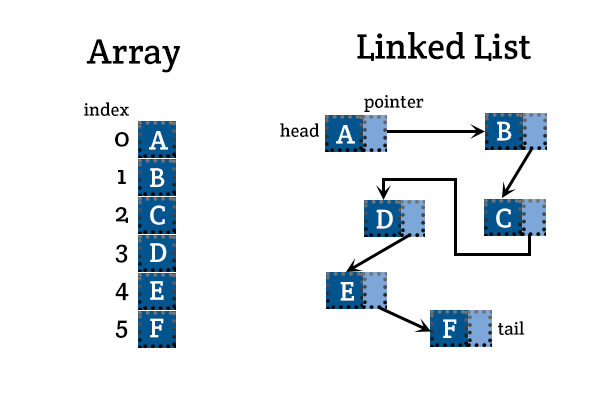 Array
index
0 A
1 B
2 C
3 D
4 E
5 F
Linked List
pointer
head A B
D C
E
F tail